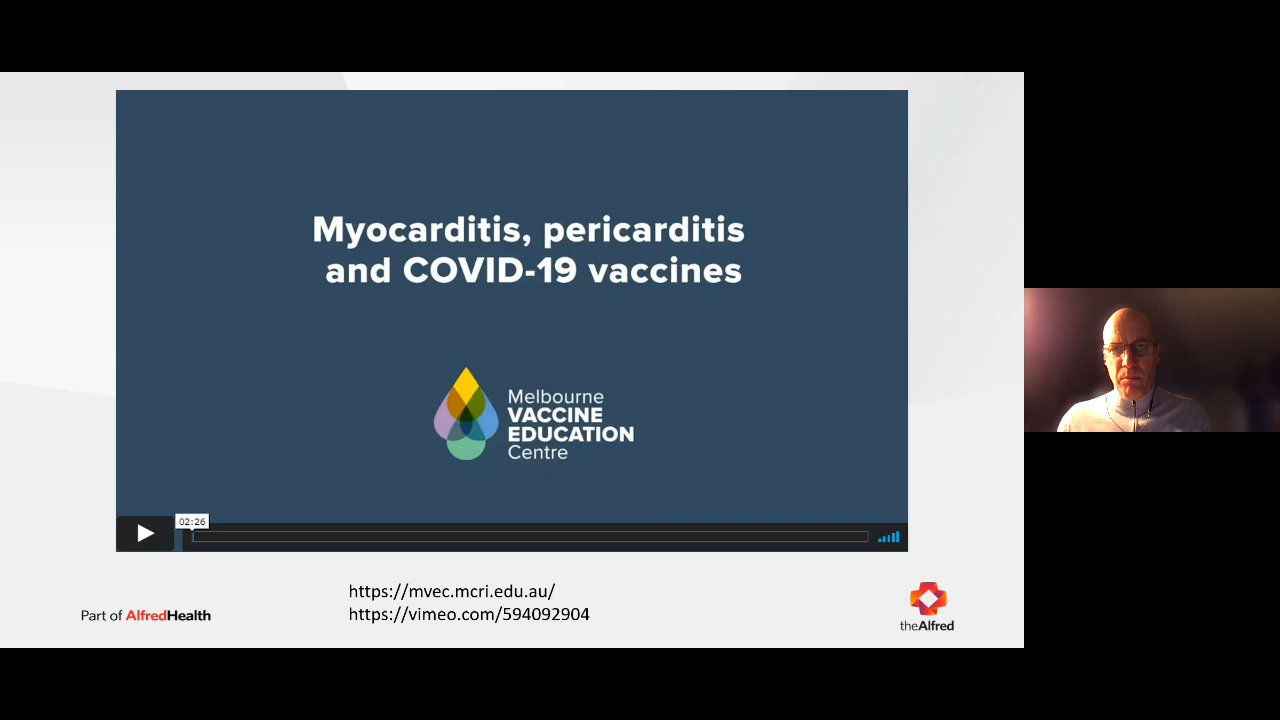 Myocarditis, pericarditis
and COVID-19 vaccines
Melbourne
VACCINE
EDUCATION
Centre
02:26
https://mvec.mcri.edu.au/
https://vimeo.com/594092904
Part of AlfredHealth
theAlfred